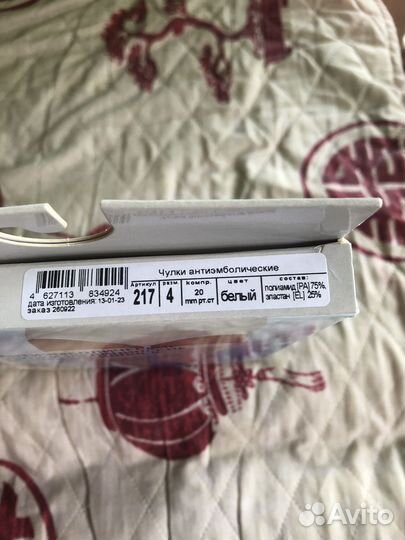 Чулки антиэмболические
4 627113 834924
дата изготовления: 13-01-23
заказ 260922
Артикул 217
разм. 4
компр. 20 mm рт.ст
цвет белый
состав:
полиамид [PA] 75%,
эластан [EL] 25%
Avito